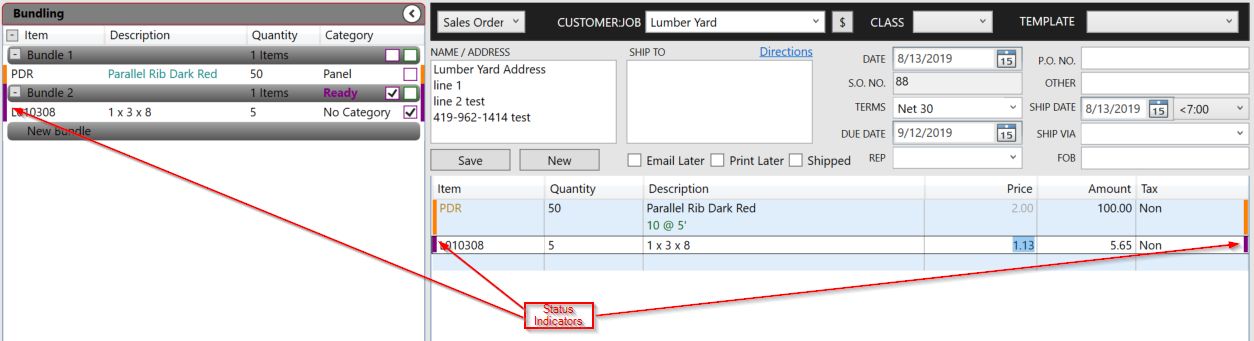 Bundling
Item Description Quantity Category
Bundle 1 1 Items
PDR Parallel Rib Dark Red 50 Panel
Bundle 2 1 Items Ready
L010308 1 x 3 x 8 5 No Category
New Bundle
Sales Order CUSTOMER:JOB Lumber Yard $ CLASS TEMPLATE
NAME / ADDRESS SHIP TO Directions
Lumber Yard Address
line 1
line 2 test
419-962-1414 test
DATE 8/13/2019 15 P.O. NO.
S.O. NO. 88 OTHER
TERMS Net 30 SHIP DATE 8/13/2019 15 <7:00
DUE DATE 9/12/2019 15 SHIP VIA
Save New Email Later Print Later Shipped REP FOB
Item Quantity Description Price Amount Tax
PDR 50 Parallel Rib Dark Red 2.00 100.00 Non
10 @ 5'
L010308 5 1 x 3 x 8 1.13 5.65 Non
Status
Indicators